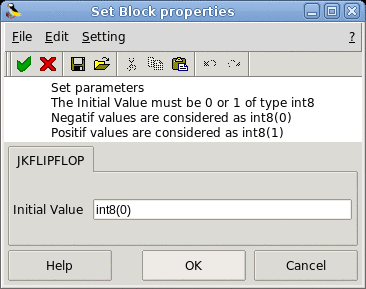 Set Block properties
File Edit Setting ?
Set parameters
The Initial Value must be 0 or 1 of type int8
Negatif values are considered as int8(0)
Positif values are considered as int8(1)
JKFLIPFLOP
Initial Value int8(0)
Help OK Cancel